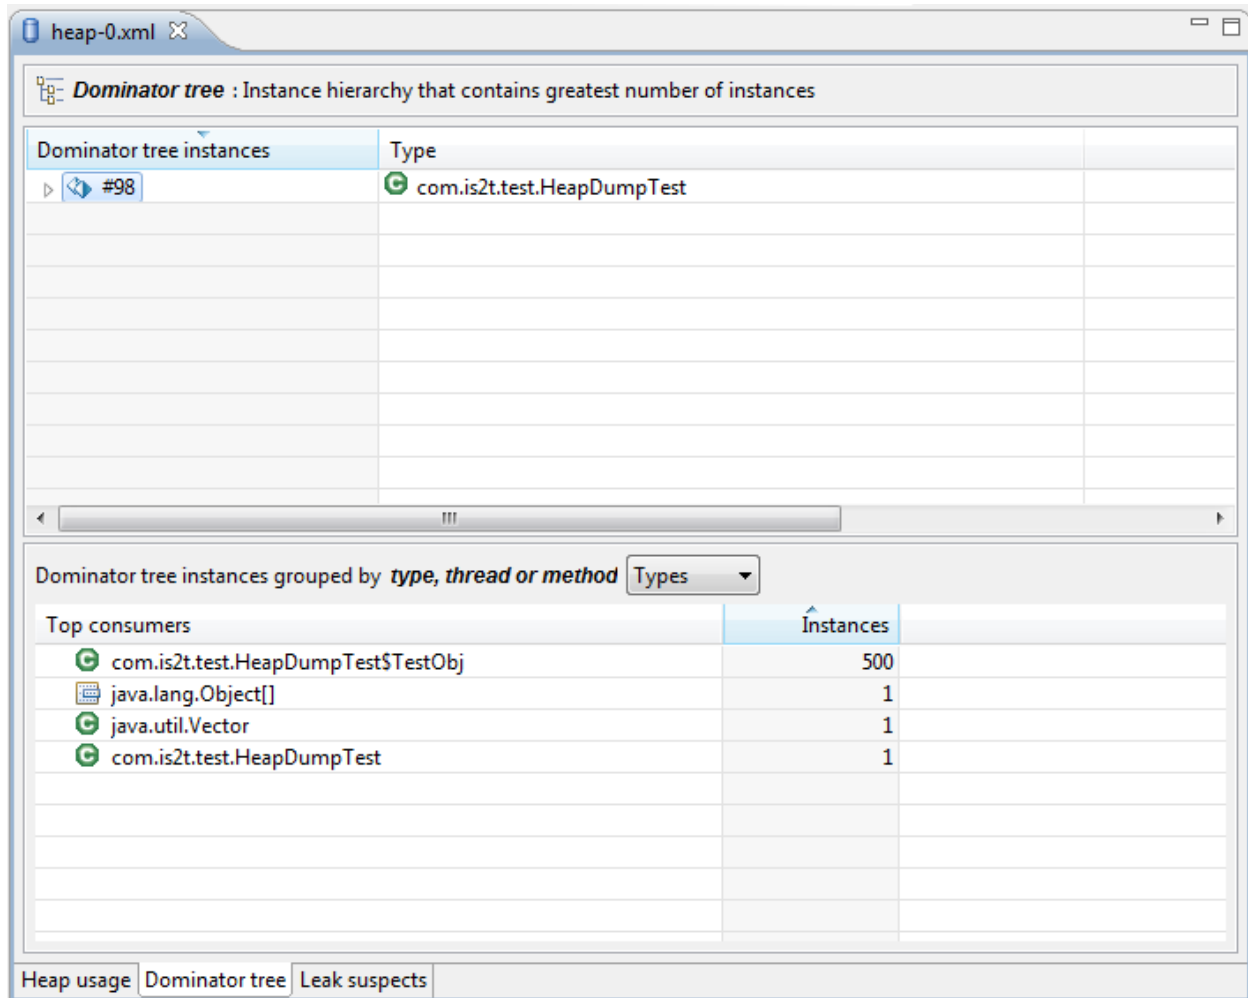 heap-0.xml
Dominator tree : Instance hierarchy that contains greatest number of instances
Dominator tree instances Type
#98 com.is2t.test.HeapDumpTest
Dominator tree instances grouped by type, thread or method Types
Top consumers Instances
com.is2t.test.HeapDumpTest$TestObj 500
java.lang.Object[] 1
java.util.Vector 1
com.is2t.test.HeapDumpTest 1
Heap usage Dominator tree Leak suspects